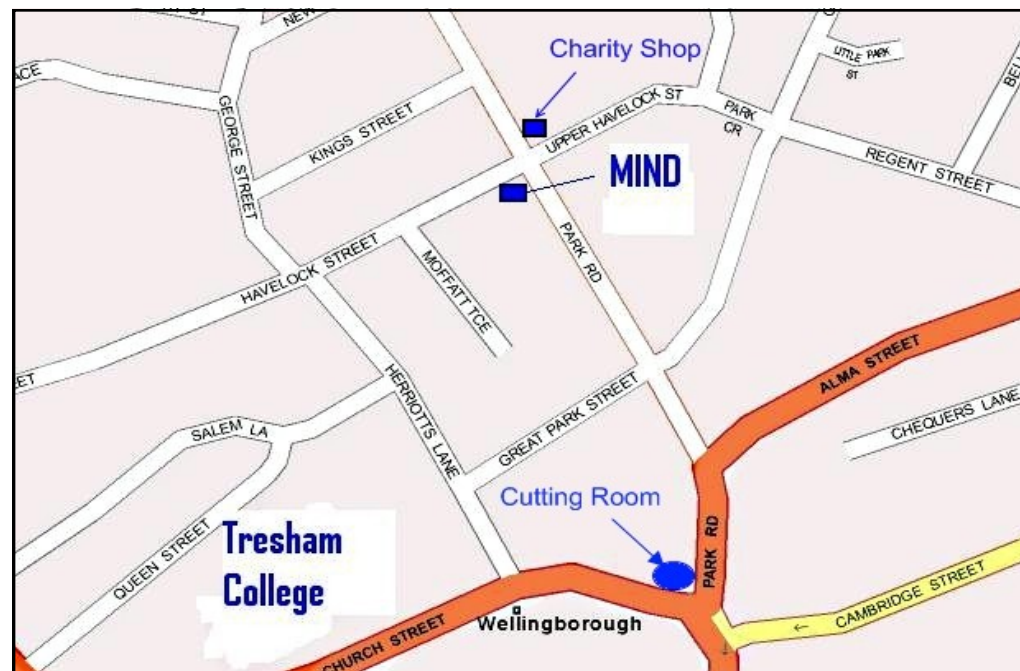 NEW
Charity Shop
LITTLE PARK
ST
ACE
UPPER HAVELOCK ST
PARK
CR
GEORGE STREET
KINGS STREET
REGENT STREET
MIND
PARK RD
HAVELOCK STREET
MOFFATT TCE
ALMA STREET
HERRIOTTS LANE
CHEQUERS LANE
SALEM LA
GREAT PARK STREET
Cutting Room
Tresham
College
QUEEN STREET
PARK RD
CAMBRIDGE STREET
Wellingborough
CHURCH STREET